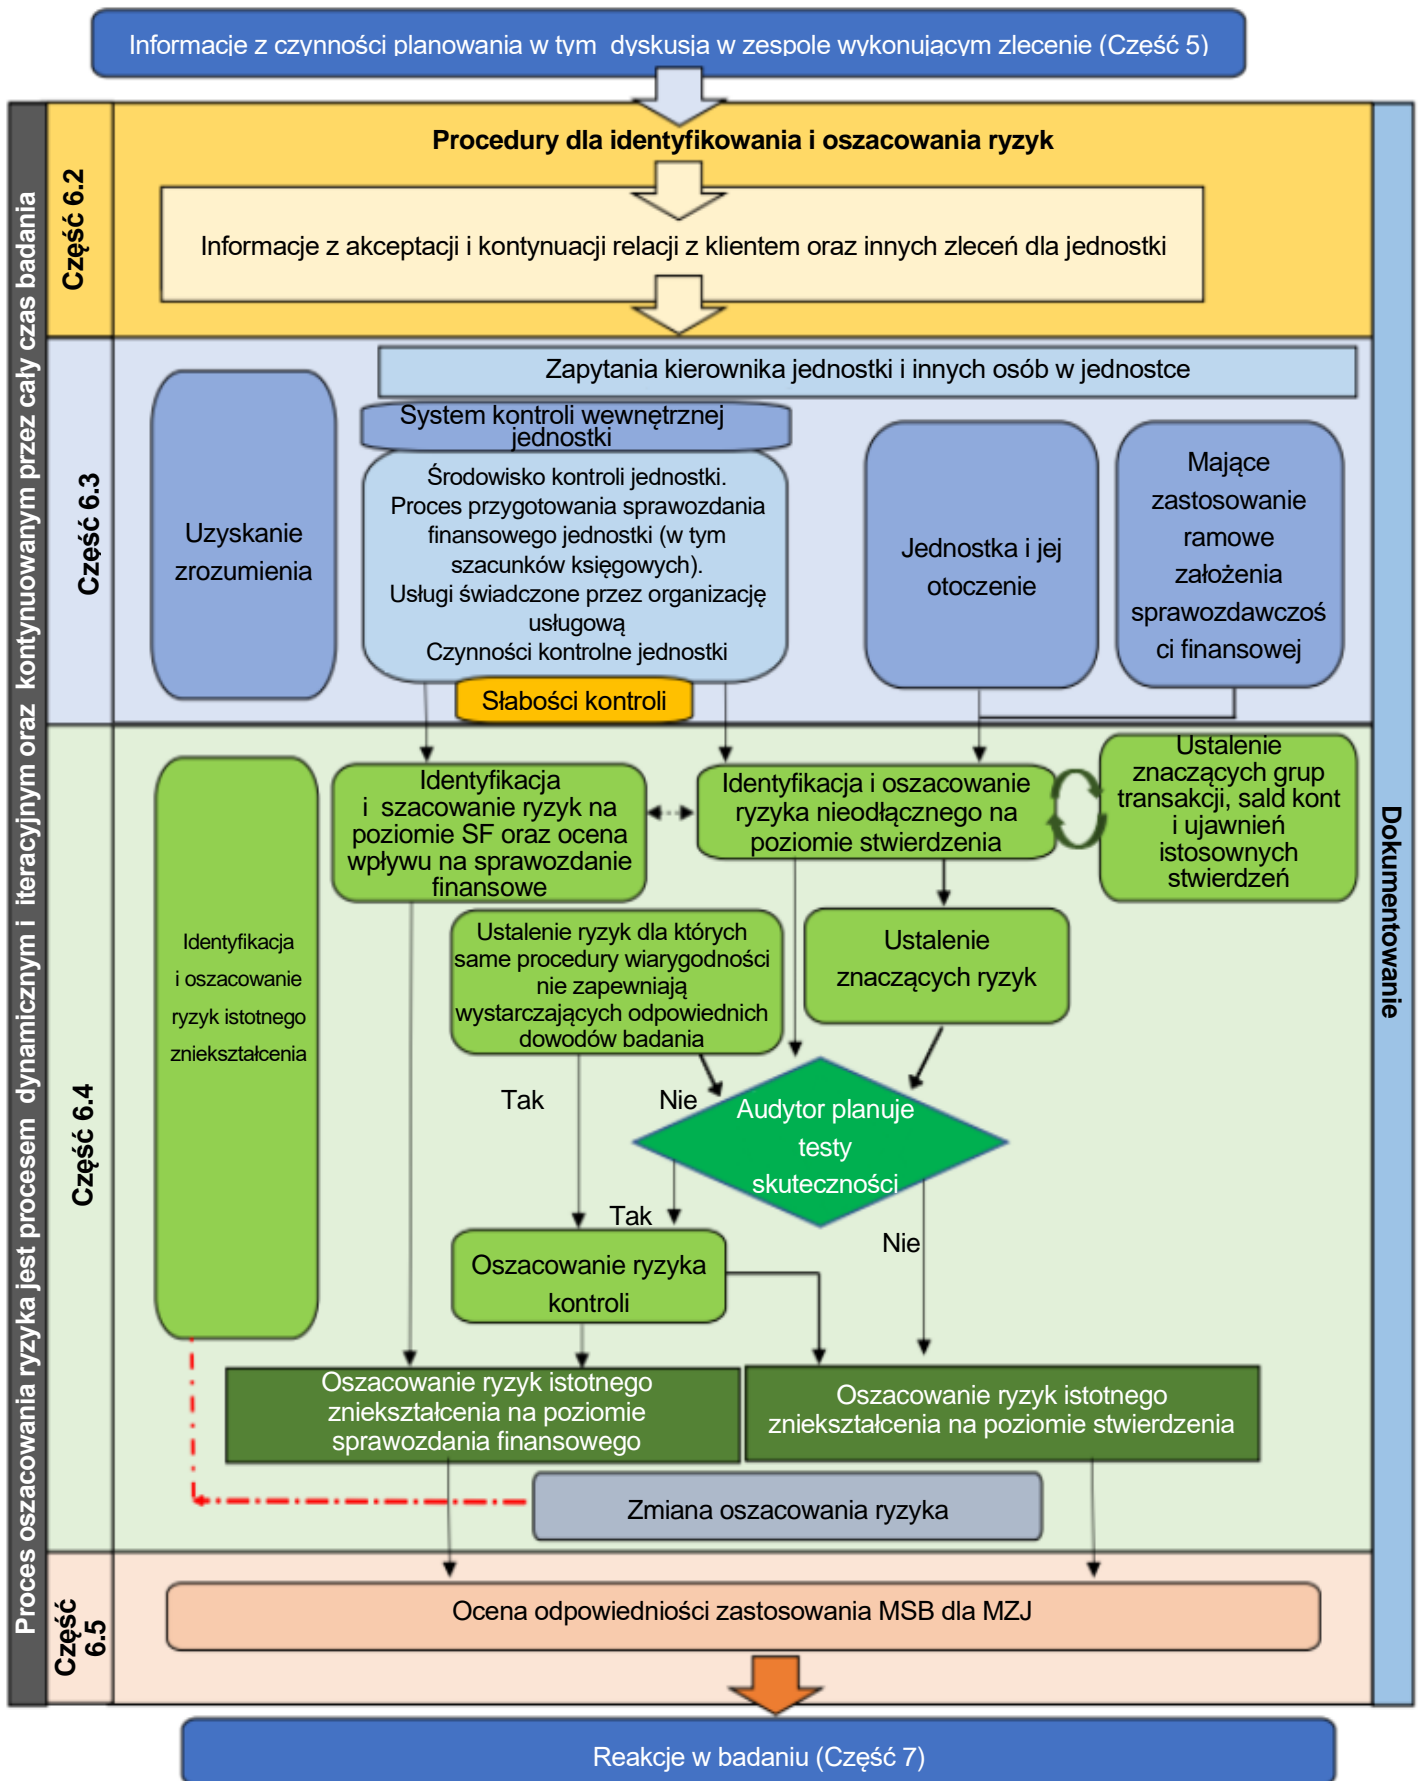 Informacje z czynności planowania w tym dyskusja w zespole wykonującym zlecenie (Część 5)
Proces oszacowania ryzyka jest procesem dynamicznym i iteracyjnym oraz kontynuowanym przez cały czas badania
Część 6.2
Procedury dla identyfikowania i oszacowania ryzyk
Informacje z akceptacji i kontynuacji relacji z klientem oraz innych zleceń dla jednostki
Dokumentowanie
Część 6.3
Zapytania kierownika jednostki i innych osób w jednostce
Uzyskanie
zrozumienia
System kontroli wewnętrznej
jednostki
Środowisko kontroli jednostki.
Proces przygotowania sprawozdania
finansowego jednostki (w tym
szacunków księgowych).
Usługi świadczone przez organizację
usługową
Czynności kontrolne jednostki
Słabości kontroli
Jednostka i jej
otoczenie
Mające
zastosowanie
ramowe
założenia
sprawozdawczoś
ci finansowej
Część 6.4
Identyfikacja
i oszacowanie
ryzyk istotnego
zniekształcenia
Identyfikacja
i szacowanie ryzyk na
poziomie SF oraz ocena
wpływu na sprawozdanie
finansowe
Identyfikacja i oszacowanie
ryzyka nieodłącznego na
poziomie stwierdzenia
Ustalenie
znaczących grup
transakcji, sald kont
i ujawnień
istosownych
stwierdzeń
Ustalenie ryzyk dla których
same procedury wiarygodności
nie zapewniają
wystarczających odpowiednich
dowodów badania
Ustalenie
znaczących ryzyk
Tak
Nie
Audytor planuje
testy
skuteczności
Tak
Nie
Oszacowanie ryzyka
kontroli
Oszacowanie ryzyk istotnego
zniekształcenia na poziomie
sprawozdania finansowego
Oszacowanie ryzyk istotnego
zniekształcenia na poziomie stwierdzenia
Zmiana oszacowania ryzyka
Część
6.5
Ocena odpowiedniości zastosowania MSB dla MZJ
Reakcje w badaniu (Część 7)